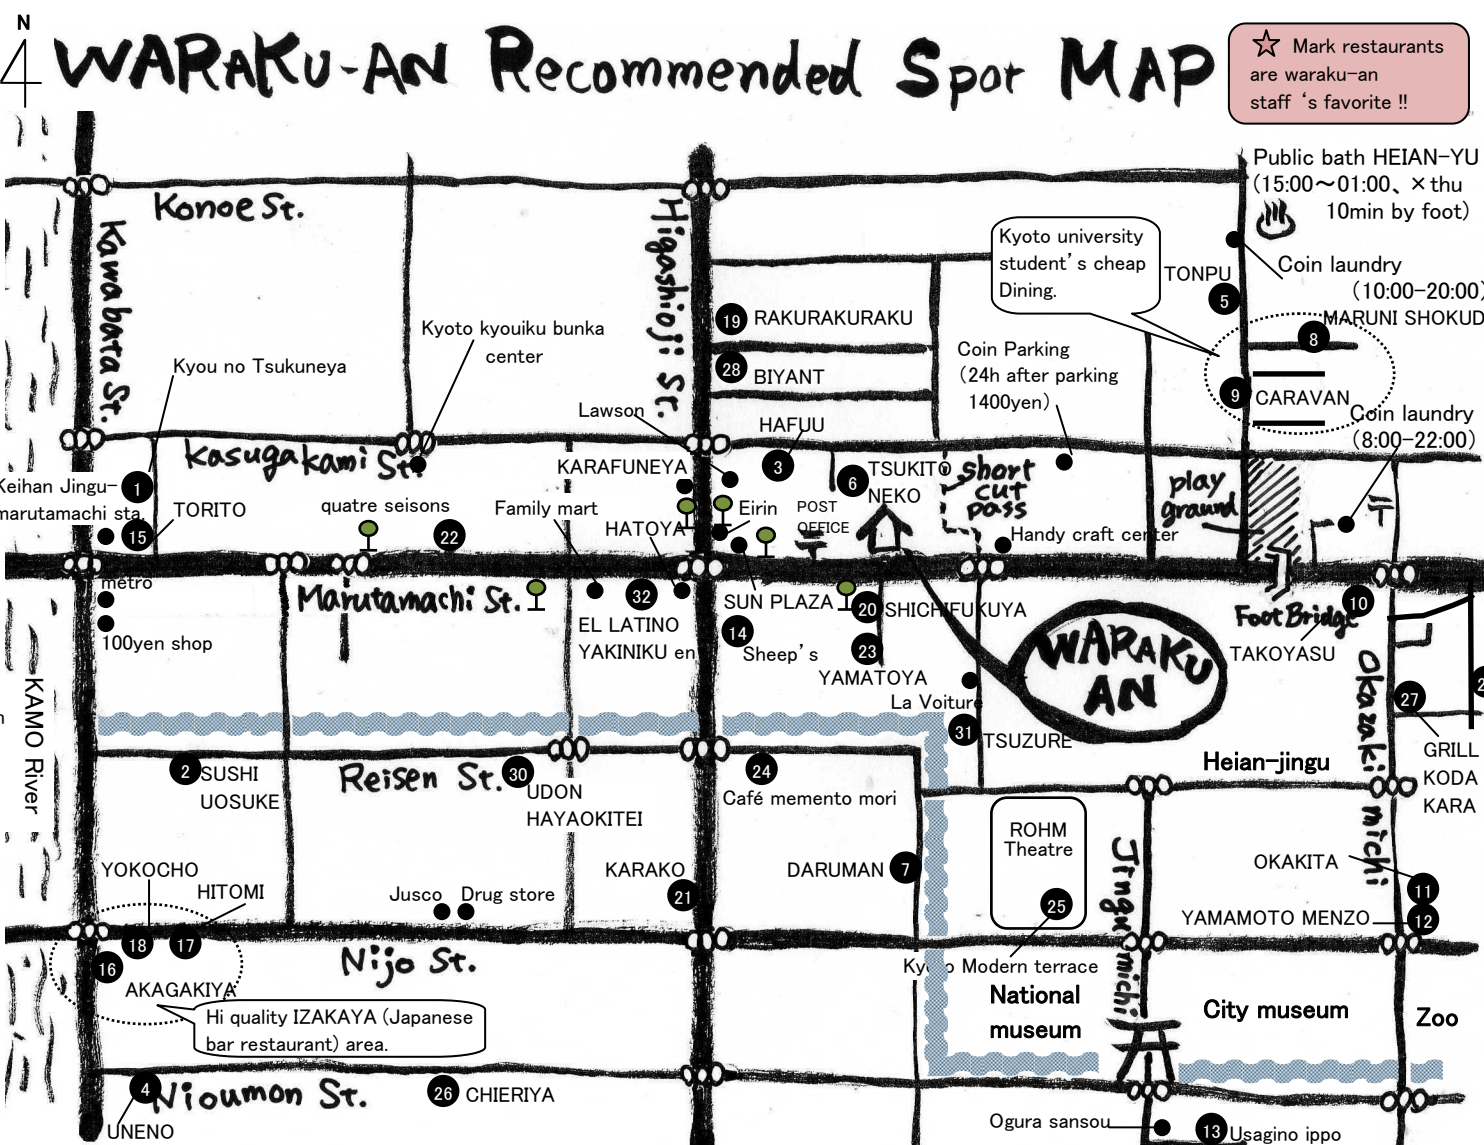 N
WARAKU-AN Recommended Spot MAP
☆ Mark restaurants
are waraku-an
staff ‘s favorite !!
Public bath HEIAN-YU
(15:00～01:00、×thu
10min by foot)
Konoe St.
Kawabata St.
Higashioji St.
Kyoto university
student’s cheap
Dining.
TONPU
5
Coin laundry
(10:00-20:00)
MARUNI SHOKUD
8
19 RAKURAKURAKU
28 BIYANT
Kyoto kyouiku bunka
center
Kyou no Tsukuneya
Coin Parking
(24h after parking
1400yen)
9 CARAVAN
Coin laundry
(8:00-22:00)
Lawson
HAFUU
3
Kasugakami St.
KARAFUNEYA
6 TSUKITO
NEKO
short
cut
pass
play
ground
Keihan Jingu-
marutamachi sta.
1
TORITO
15
quatre seisons
22
Family mart
HATOYA
Eirin
POST
OFFICE
Handy craft center
metro
100yen shop
Marutamachi St.
32
EL LATINO
YAKINIKU en
SUN PLAZA
14
Sheep’s
20 SHICHIFUKUYA
23
YAMATOYA
La Voiture
31 TSUZURE
WARAKU
AN
Foot Bridge
10
TAKOYASU
Okazaki michi
27
GRILL
KODA
KARA
2
KAMO River
2 SUSHI
UOSUKE
Reisen St.
30
UDON
HAYAOKITEI
24
Café memento mori
Heian-jingu
ROHM
Theatre
25
Kyoto Modern terrace
Jingumichi
OKAKITA
11
YAMAMOTO MENZO
12
YOKOCHO
HITOMI
18
17
16
AKAGAKIYA
Jusco
Drug store
KARAKO
21
DARUMAN 7
Nijo St.
Hi quality IZAKAYA (Japanese
bar restaurant) area.
National
museum
City museum
Zoo
4
Nioumon St.
UNENO
26 CHIERIYA
Ogura sansou
13 Usagino ippo